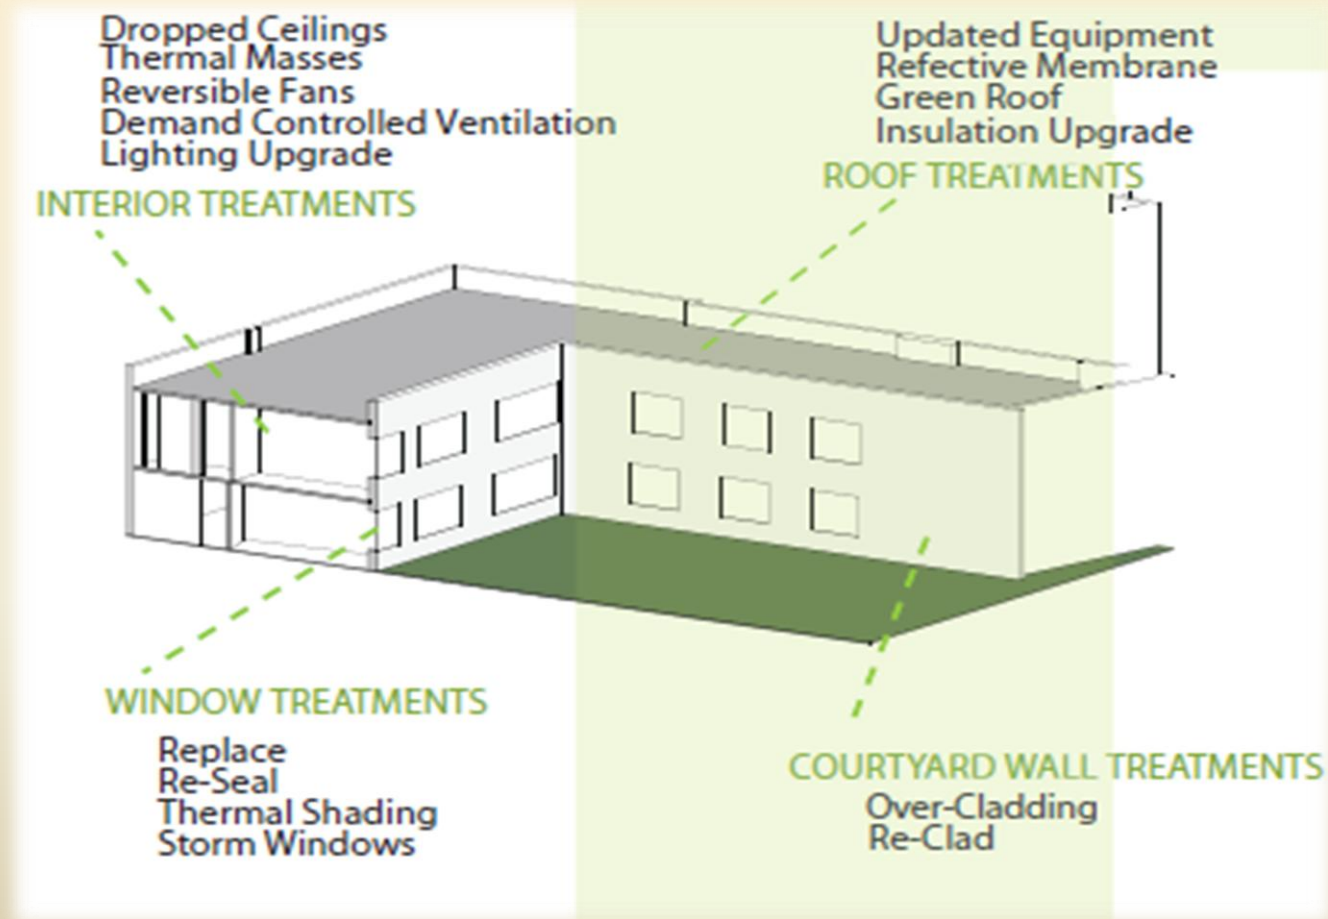 Dropped Ceilings
Thermal Masses
Reversible Fans
Demand Controlled Ventilation
Lighting Upgrade
INTERIOR TREATMENTS
Updated Equipment
Refective Membrane
Green Roof
Insulation Upgrade
ROOF TREATMENTS
WINDOW TREATMENTS
Replace
Re-Seal
Thermal Shading
Storm Windows
COURTYARD WALL TREATMENTS
Over-Cladding
Re-Clad